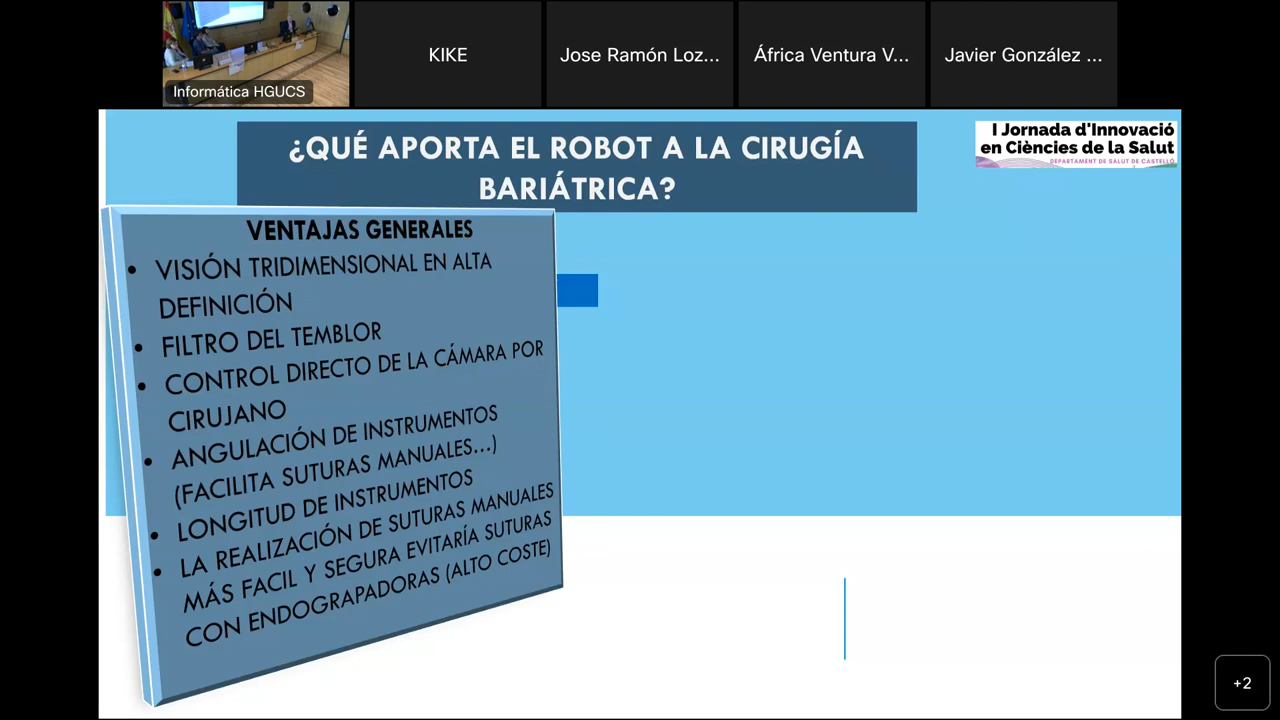 Informática HGUCS
KIKE
Jose Ramón Loz...
África Ventura V...
Javier González ...
¿QUÉ APORTA EL ROBOT A LA CIRUGÍA
BARIÁTRICA?
I Jornada d'Innovació
en Ciències de la Salut
DEPARTAMENT DE SALUT DE CASTELLÓ
VENTAJAS GENERALES
• VISIÓN TRIDIMENSIONAL EN ALTA
DEFINICIÓN
• FILTRO DEL TEMBLOR
• CONTROL DIRECTO DE LA CÁMARA POR
CIRUJANO
• ANGULACIÓN DE INSTRUMENTOS
(FACILITA SUTURAS MANUALES...)
• LONGITUD DE INSTRUMENTOS
• LA REALIZACIÓN DE SUTURAS MANUALES
MÁS FACIL Y SEGURA EVITARÍA SUTURAS
CON ENDOGRAPADORAS (ALTO COSTE)
+2